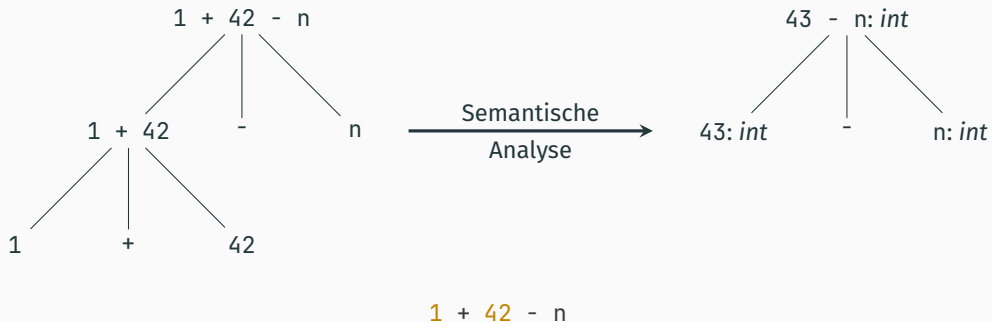 1 + 42 - n
43 - n: int
Semantische
Analyse
1 + 42
-
n
43: int
-
n: int
1
+
42
1 + 42 - n